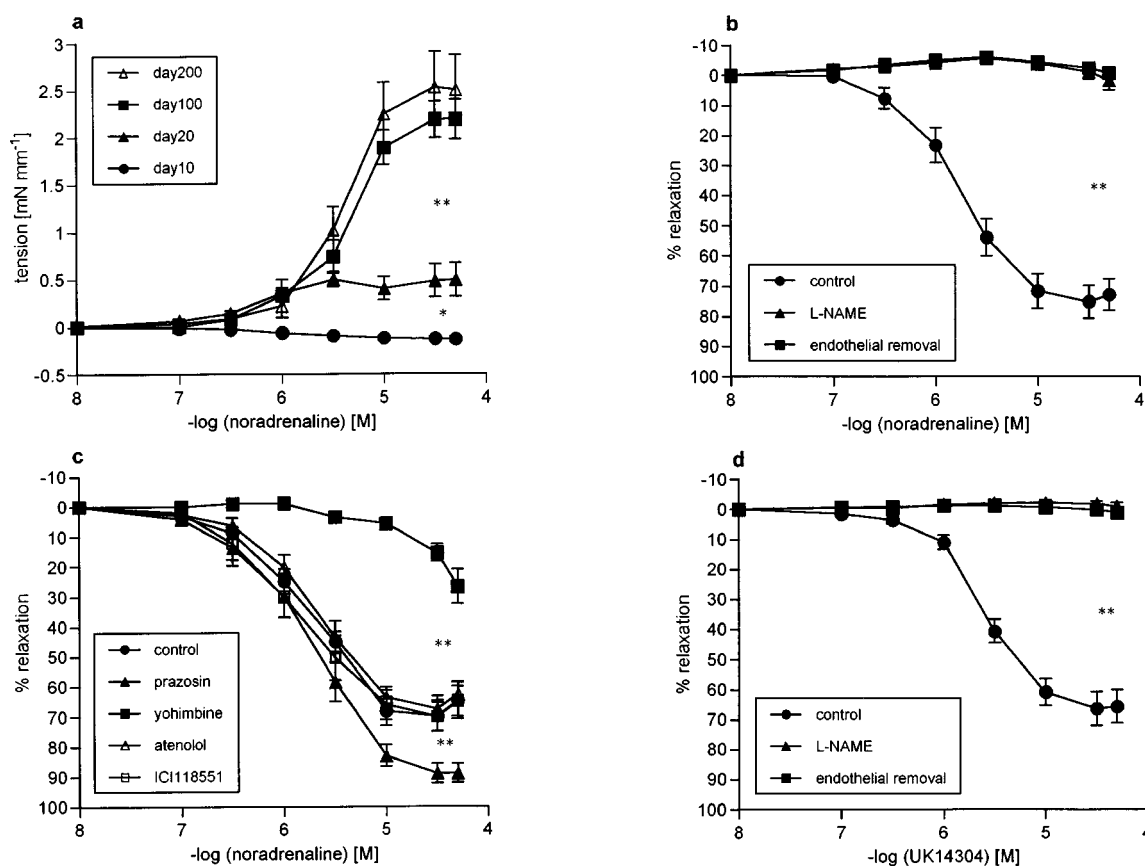 a
3
2.5
2
1.5
1
0.5
0
-0.5
tension [mN mm⁻¹]
day200
day100
day20
day10
**
*
8 7 6 5 4
-log (noradrenaline) [M]
b
-10
0
10
20
30
40
50
60
70
80
90
100
% relaxation
control
L-NAME
endothelial removal
**
8 7 6 5 4
-log (noradrenaline) [M]
c
-10
0
10
20
30
40
50
60
70
80
90
100
% relaxation
control
prazosin
yohimbine
atenolol
ICI118551
**
**
8 7 6 5 4
-log (noradrenaline) [M]
d
-10
0
10
20
30
40
50
60
70
80
90
100
% relaxation
control
L-NAME
endothelial removal
**
8 7 6 5 4
-log (UK14304) [M]